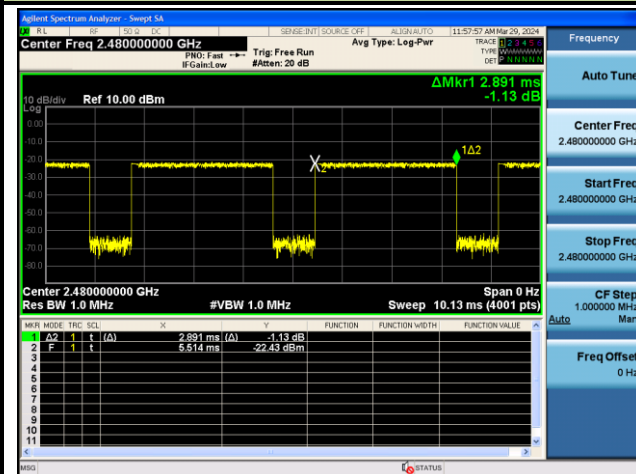 Agilent Spectrum Analyzer - Swept SA
RL RF 50 Ω DC SENSE:INT SOURCE OFF ALIGN AUTO 11:57:57 AM Mar 29, 2024
Center Freq 2.480000000 GHz
PNO: Fast
IFGain:Low
Trig: Free Run
#Atten: 20 dB
Avg Type: Log-Pwr
TRACE 1 2 3 4 5 6
TYPE WWWWWW
DET P N N N N N
ΔMkr1 2.891 ms
-1.13 dB
10 dB/div Ref 10.00 dBm
Log
0.00
-10.0
-20.0
-30.0
-40.0
-50.0
-60.0
-70.0
-80.0
X2
1Δ2
Center 2.480000000 GHz Span 0 Hz
Res BW 1.0 MHz #VBW 1.0 MHz Sweep 10.13 ms (4001 pts)
MKR MODE TRC SCL X Y FUNCTION FUNCTION WIDTH FUNCTION VALUE
1 Δ2 1 t (Δ) 2.891 ms (Δ) -1.13 dB
2 F 1 t 5.514 ms -22.43 dBm
3
4
5
6
7
8
9
10
11
MSG STATUS
Frequency
Auto Tune
Center Freq
2.480000000 GHz
Start Freq
2.480000000 GHz
Stop Freq
2.480000000 GHz
CF Step
1.000000 MHz
Auto Man
Freq Offset
0 Hz